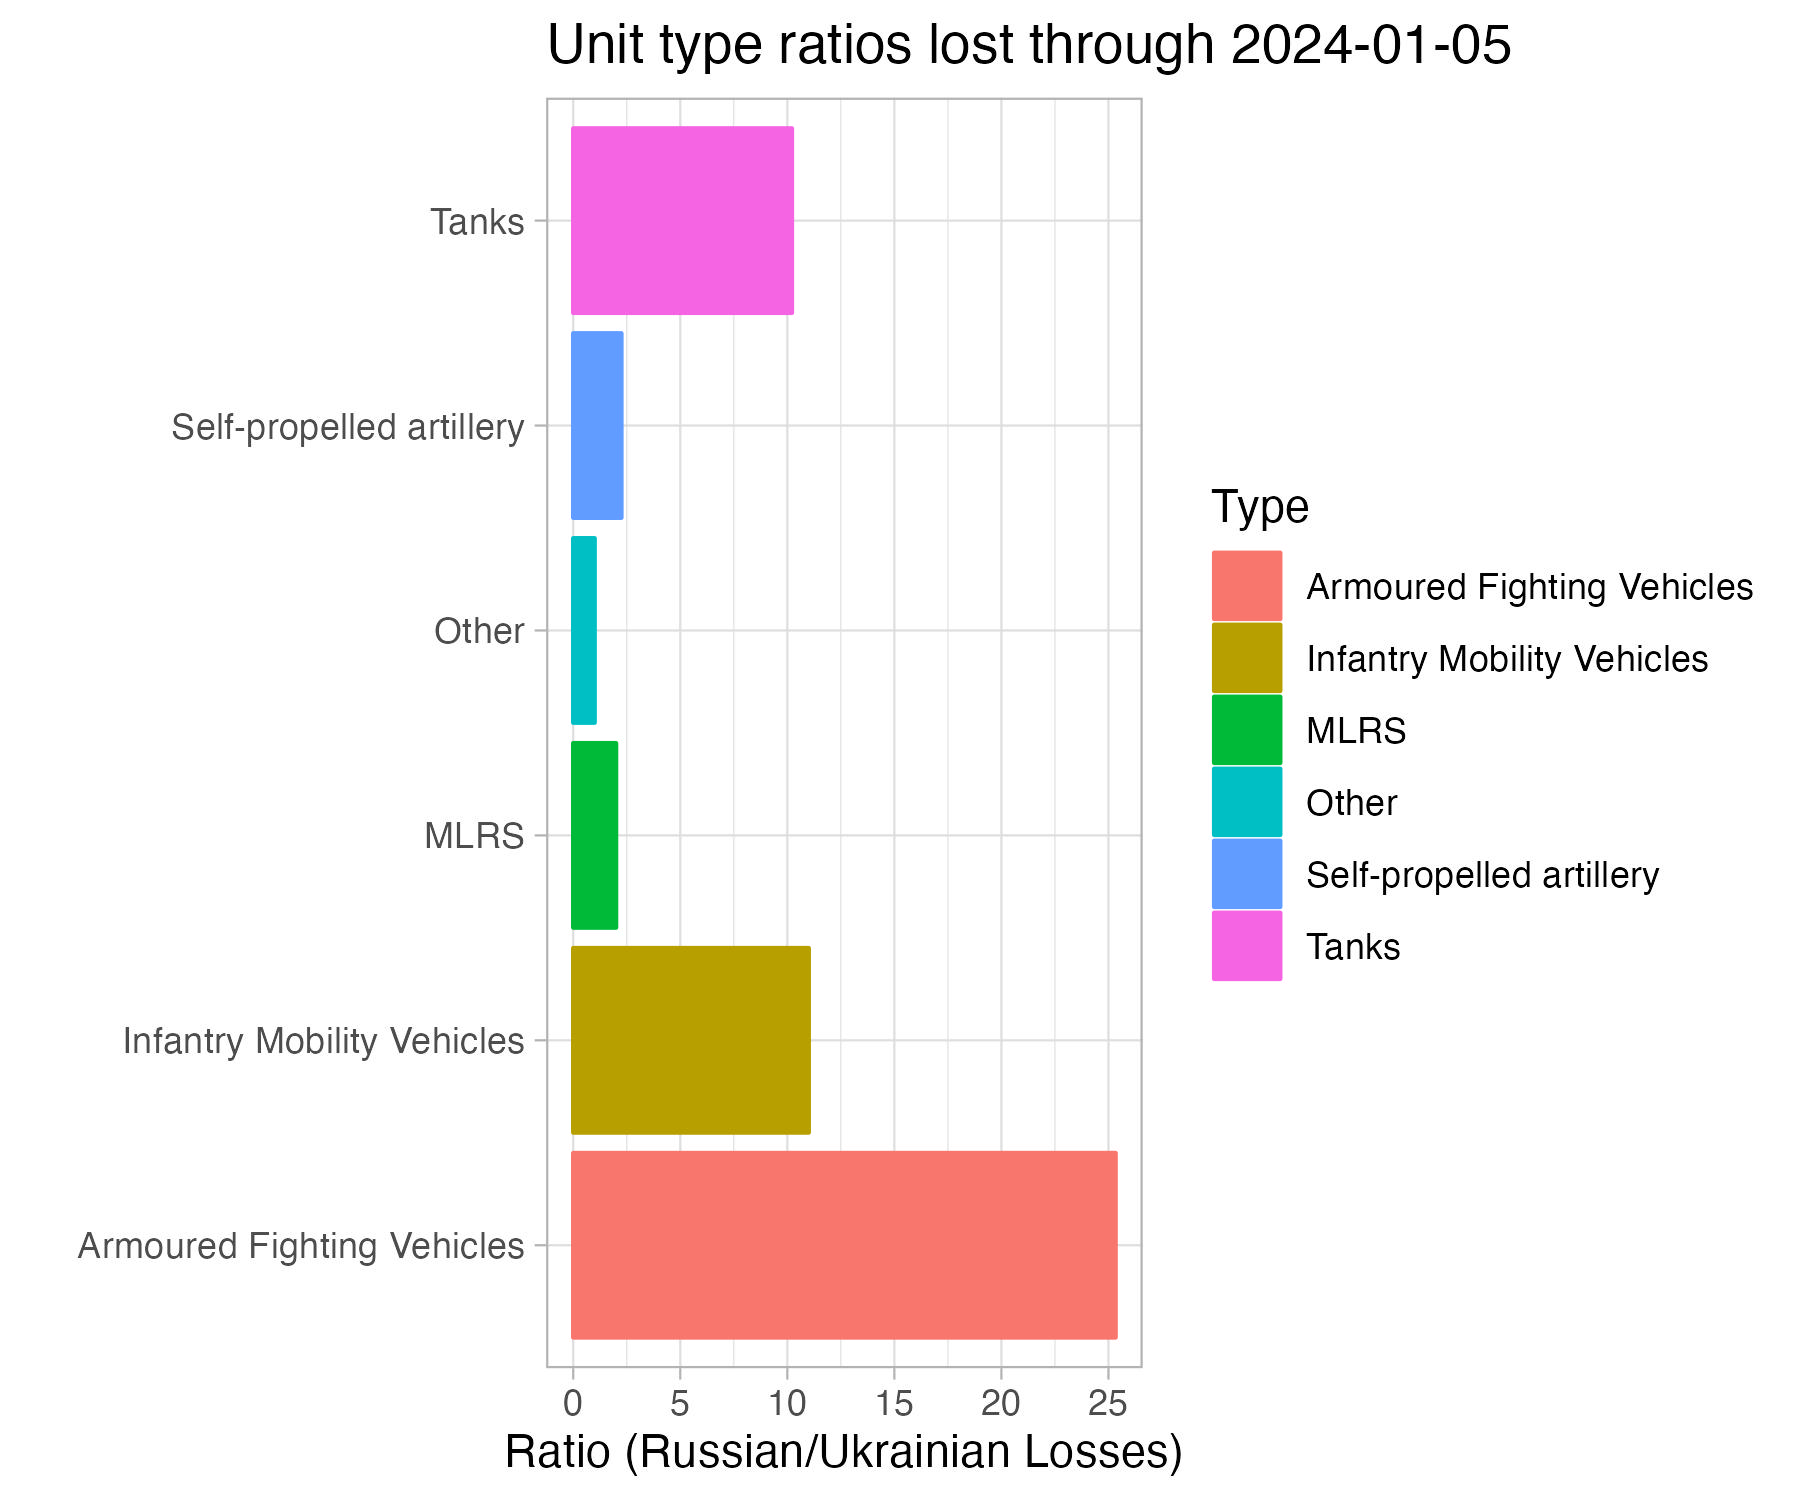 Unit type ratios lost through 2024-01-05
Tanks
Self-propelled artillery
Other
MLRS
Infantry Mobility Vehicles
Armoured Fighting Vehicles
0 5 10 15 20 25
Ratio (Russian/Ukrainian Losses)
Type
Armoured Fighting Vehicles
Infantry Mobility Vehicles
MLRS
Other
Self-propelled artillery
Tanks